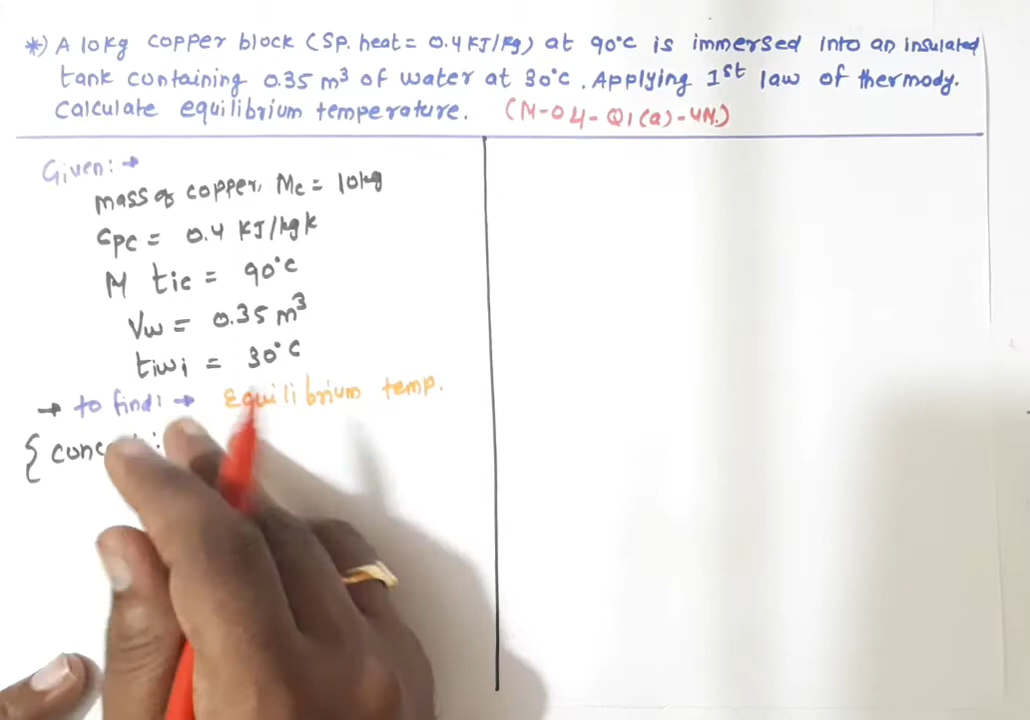 *) A 10kg copper block (SP. heat = 0.4 KJ/Kg) at 90°c is immersed into an insulated
tank containing 0.35 m³ of water at 30°c. Applying 1st law of thermody.
Calculate equilibrium temperature. (M-04-Q1(a)-4M.)
Given:→
mass of copper, Mc = 10kg
Cpc = 0.4 KJ/kgk
M tic = 90°c
Vw = 0.35 m³
tiwi = 30°c
→ to find:→ Equilibrium temp.
{